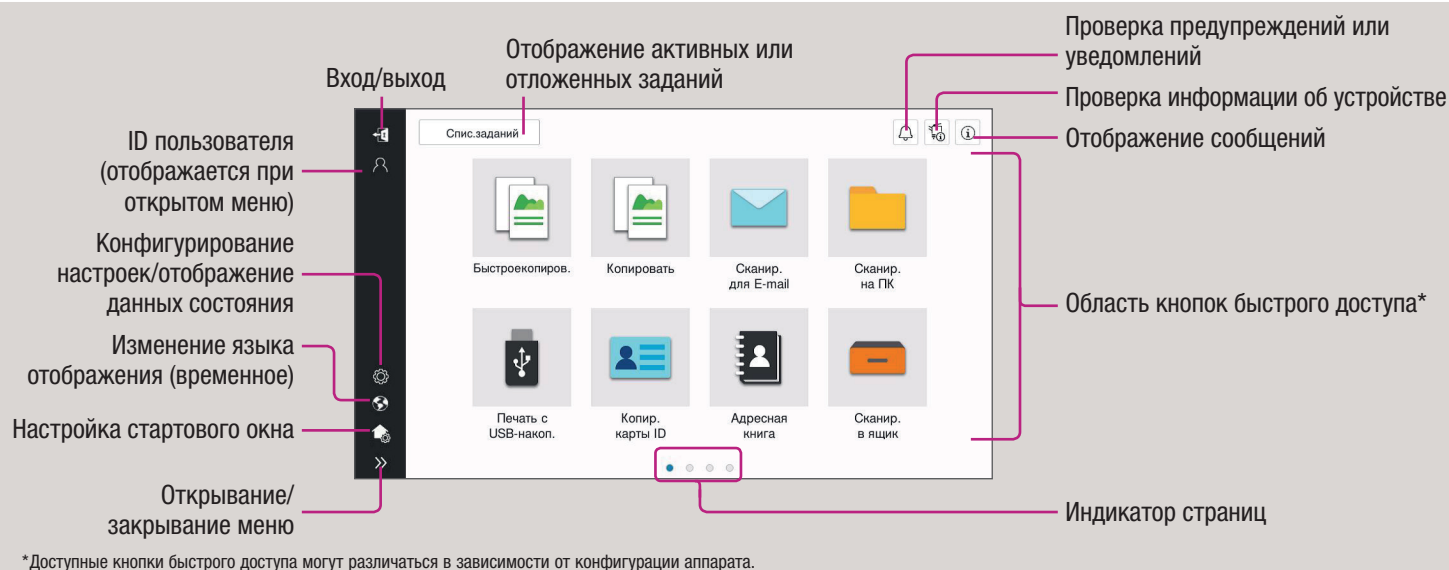 Проверка предупреждений или
уведомлений
Отображение активных или
отложенных заданий
Вход/выход
Проверка информации об устройстве
Отображение сообщений
ID пользователя
(отображается при
открытом меню)
Спис.заданий
Конфигурирование
настроек/отображение
данных состояния
Быстроекопиров.
Копировать
Сканир.
для E-mail
Сканир.
на ПК
Область кнопок быстрого доступа*
Изменение языка
отображения (временное)
Настройка стартового окна
Печать с
USB-накоп.
Копир.
карты ID
Адресная
книга
Сканир.
в ящик
Открывание/
закрывание меню
Индикатор страниц
*Доступные кнопки быстрого доступа могут различаться в зависимости от конфигурации аппарата.